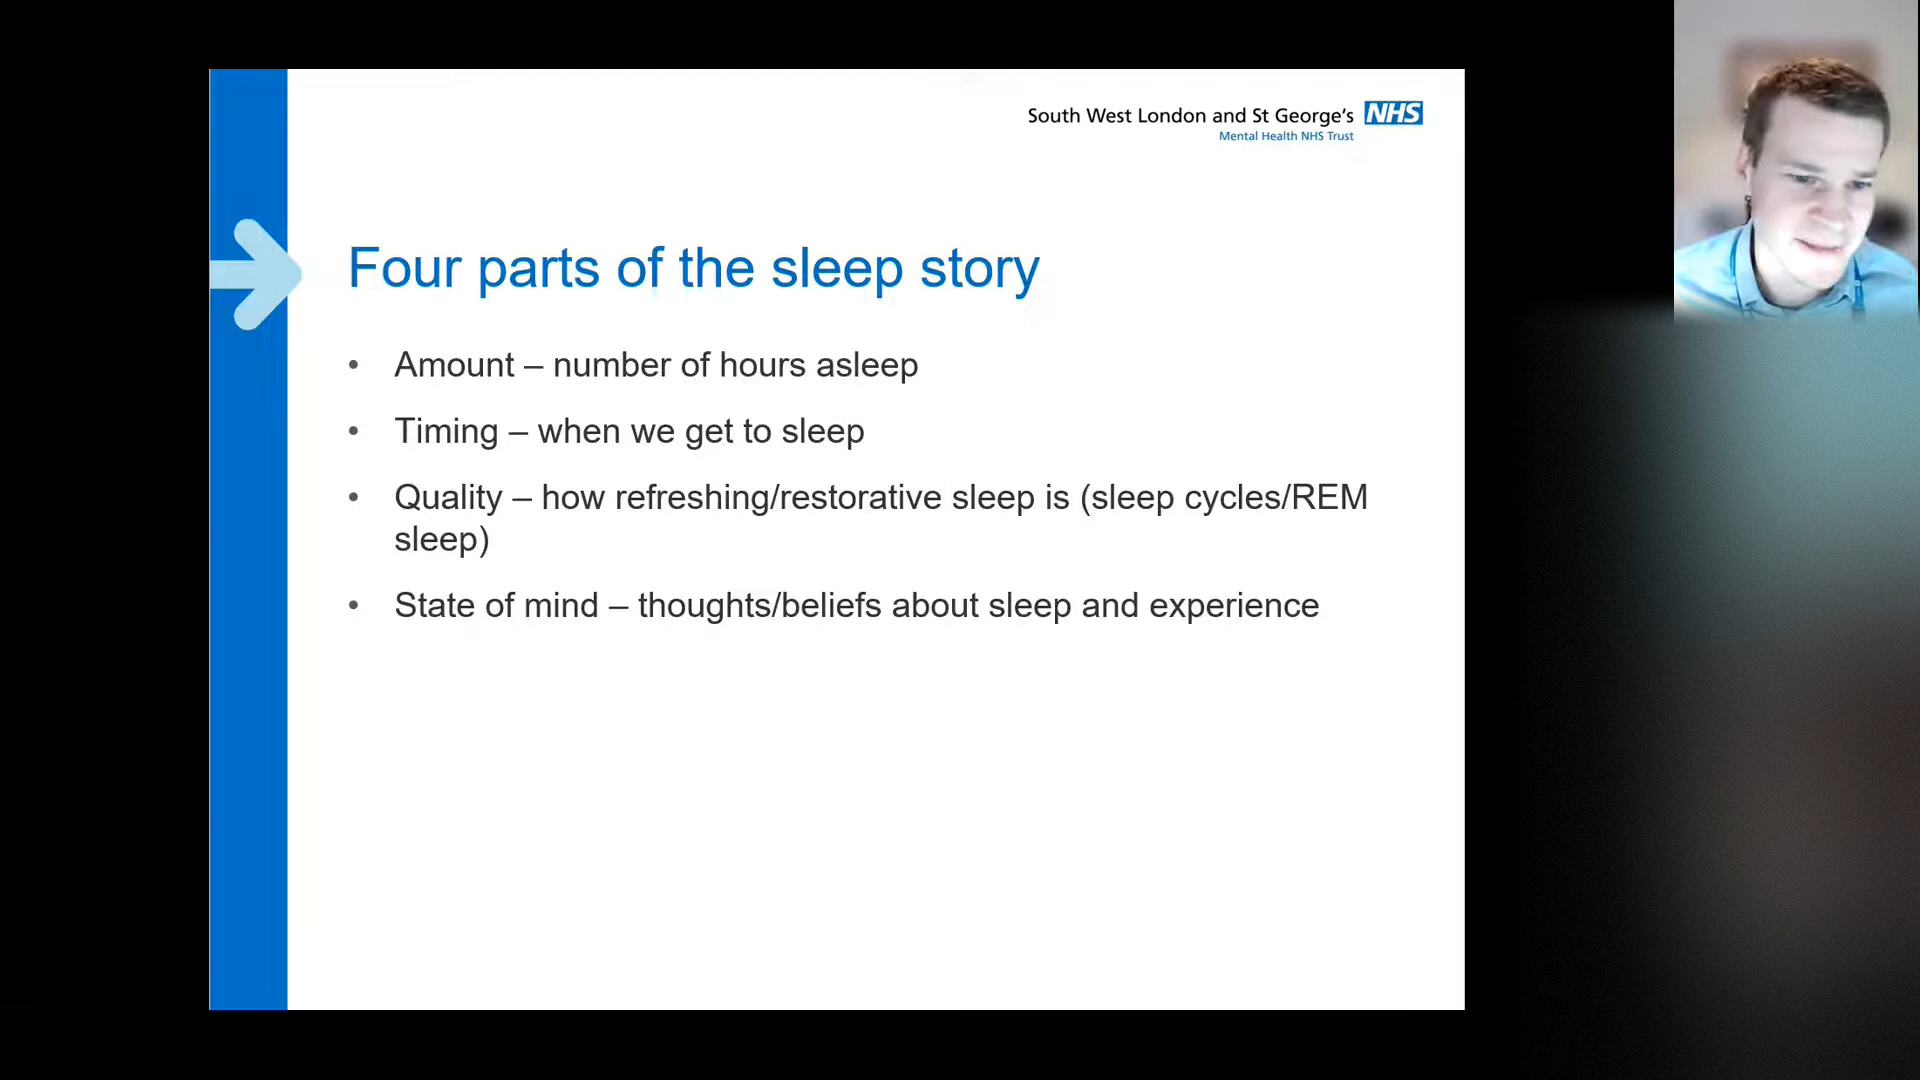 South West London and St George's NHS
Mental Health NHS Trust
Four parts of the sleep story
• Amount – number of hours asleep
• Timing – when we get to sleep
• Quality – how refreshing/restorative sleep is (sleep cycles/REM
sleep)
• State of mind – thoughts/beliefs about sleep and experience